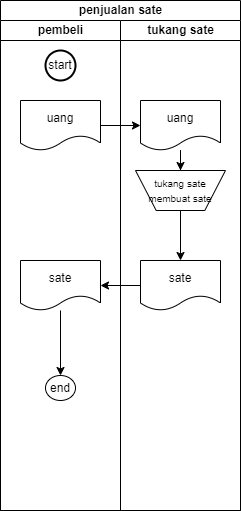 penjualan sate
pembeli
tukang sate
start
uang
uang
tukang sate
membuat sate
sate
sate
end